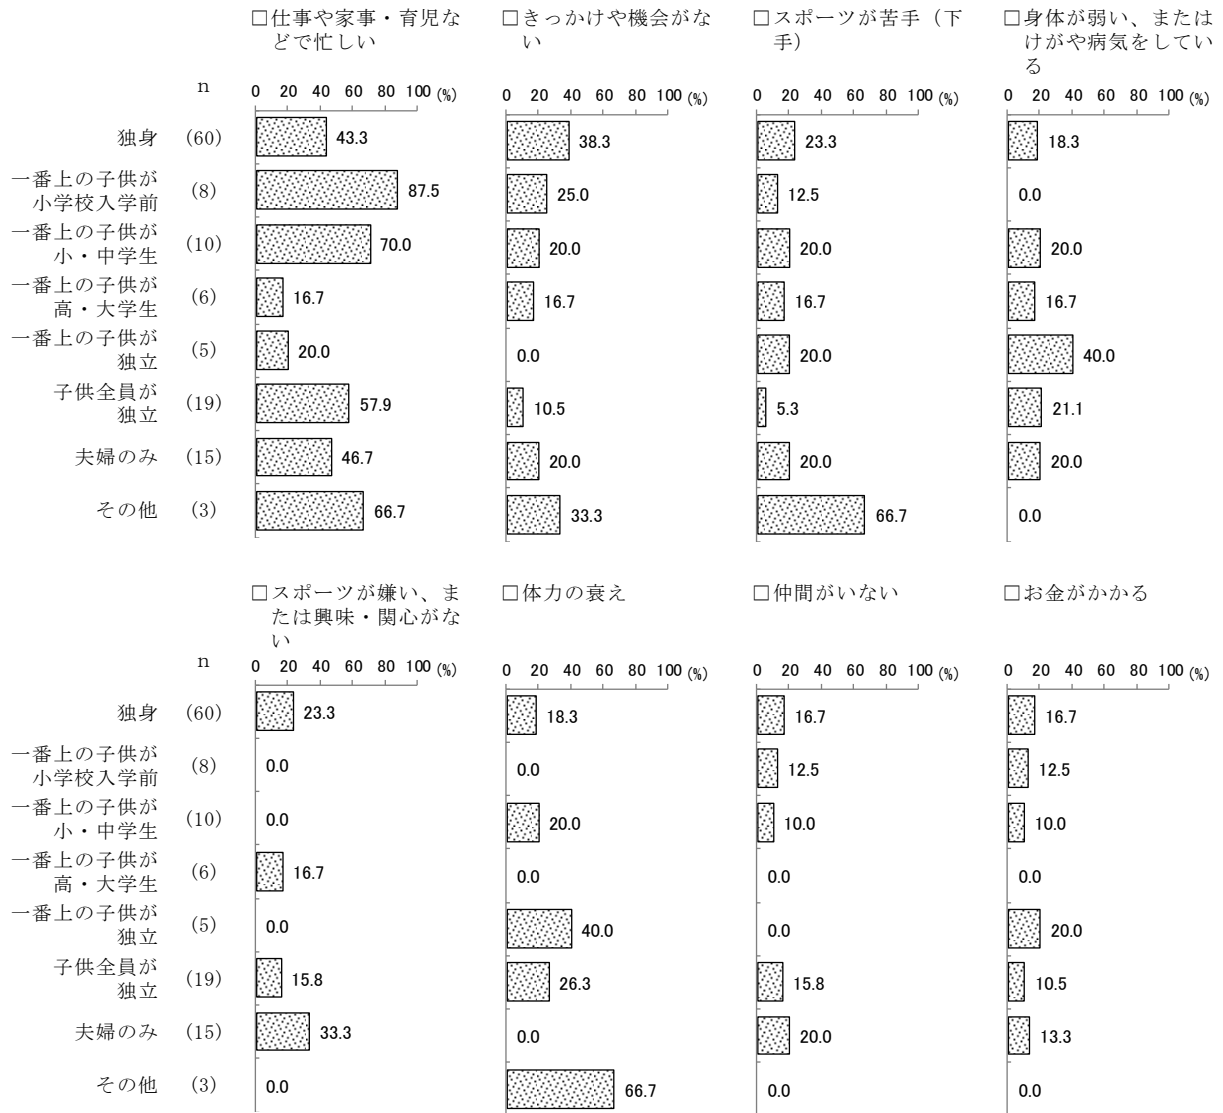 □仕事や家事・育児な
どで忙しい
□きっかけや機会がな
い
□スポーツが苦手（下
手）
□身体が弱い、または
けがや病気をしてい
る
n
0 20 40 60 80 100 (%)
0 20 40 60 80 100 (%)
0 20 40 60 80 100 (%)
0 20 40 60 80 100 (%)
独身 (60) 43.3 38.3 23.3 18.3
一番上の子供が
小学校入学前 (8) 87.5 25.0 12.5 0.0
一番上の子供が
小・中学生 (10) 70.0 20.0 20.0 20.0
一番上の子供が
高・大学生 (6) 16.7 16.7 16.7 16.7
一番上の子供が
独立 (5) 20.0 0.0 20.0 40.0
子供全員が
独立 (19) 57.9 10.5 5.3 21.1
夫婦のみ (15) 46.7 20.0 20.0 20.0
その他 (3) 66.7 33.3 66.7 0.0
□スポーツが嫌い、ま
たは興味・関心がな
い
□体力の衰え
□仲間がいない
□お金がかかる
n
0 20 40 60 80 100 (%)
0 20 40 60 80 100 (%)
0 20 40 60 80 100 (%)
0 20 40 60 80 100 (%)
独身 (60) 23.3 18.3 16.7 16.7
一番上の子供が
小学校入学前 (8) 0.0 0.0 12.5 12.5
一番上の子供が
小・中学生 (10) 0.0 20.0 10.0 10.0
一番上の子供が
高・大学生 (6) 16.7 0.0 0.0 0.0
一番上の子供が
独立 (5) 0.0 40.0 0.0 20.0
子供全員が
独立 (19) 15.8 26.3 15.8 10.5
夫婦のみ (15) 33.3 0.0 20.0 13.3
その他 (3) 0.0 66.7 0.0 0.0